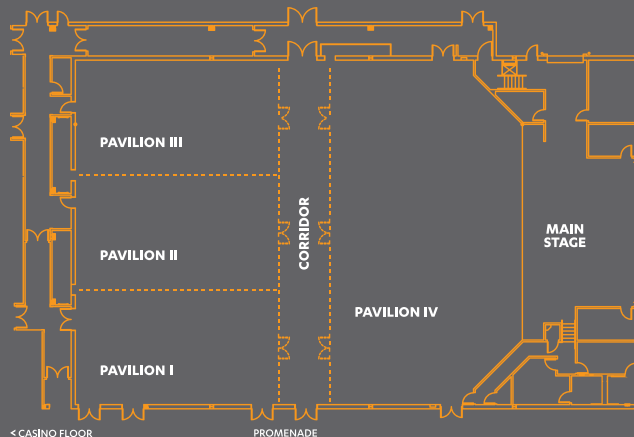 PAVILION III
PAVILION II
PAVILION I
CORRIDOR
PAVILION IV
MAIN
STAGE
< CASINO FLOOR
PROMENADE